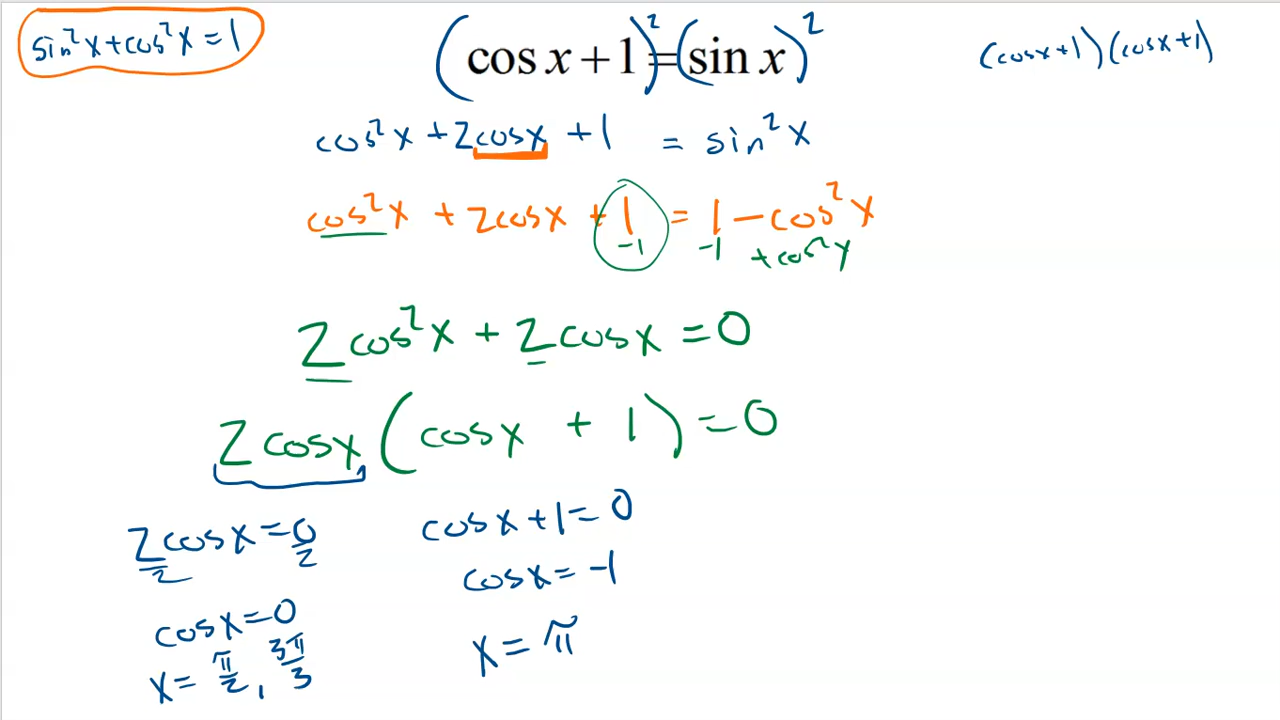 sin²x+cos²x=1
(cos x+1)²=(sin x)²
(cosx+1)(cosx+1)
cos²x +2cosx +1 = sin²x
cos²x + 2cosx + 1 = 1 - cos²x
-1 -1 +cos²x
2cos²x + 2cosx = 0
2cosx (cosx + 1) = 0
2cosx = 0
2 2
cosx+1=0
cosx=0
cosx=-1
x= π/2, 3π/3
x = π